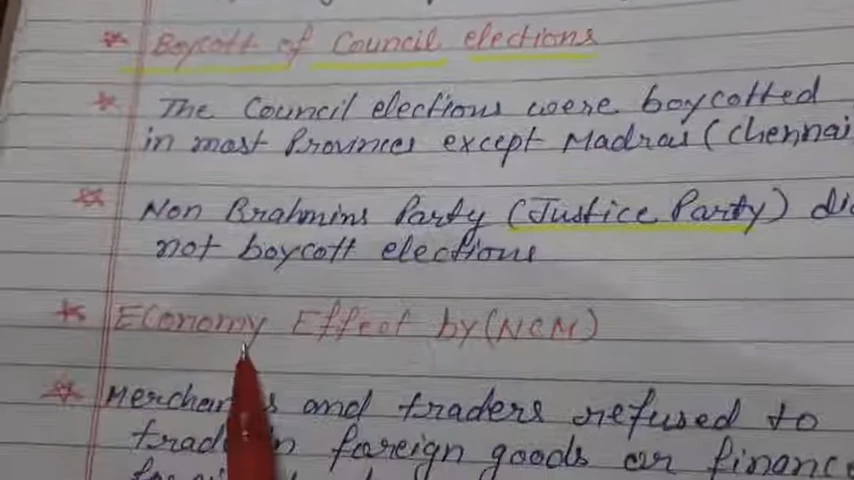 Boycott of Council elections
The Council elections were boycotted
in most Provinces except Madras (Chennai
Non Brahmins Party (Justice Party) di
not boycott elections
Economy Effect by (NCM)
Merchants and traders refused to
trade in foreign goods or finance